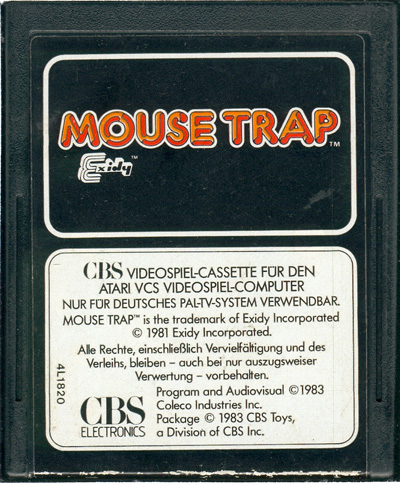 MOUSE TRAP™
Exidy™
CBS VIDEOSPIEL-CASSETTE FÜR DEN
ATARI VCS VIDEOSPIEL-COMPUTER
NUR FÜR DEUTSCHES PAL-TV-SYSTEM VERWENDBAR.
MOUSE TRAP™ is the trademark of Exidy Incorporated
© 1981 Exidy Incorporated.
Alle Rechte, einschließlich Vervielfältigung und des
Verleihs, bleiben – auch bei nur auszugsweiser
Verwertung – vorbehalten.
4L1820
CBS
ELECTRONICS
Program and Audiovisual ©1983
Coleco Industries Inc.
Package © 1983 CBS Toys,
a Division of CBS Inc.